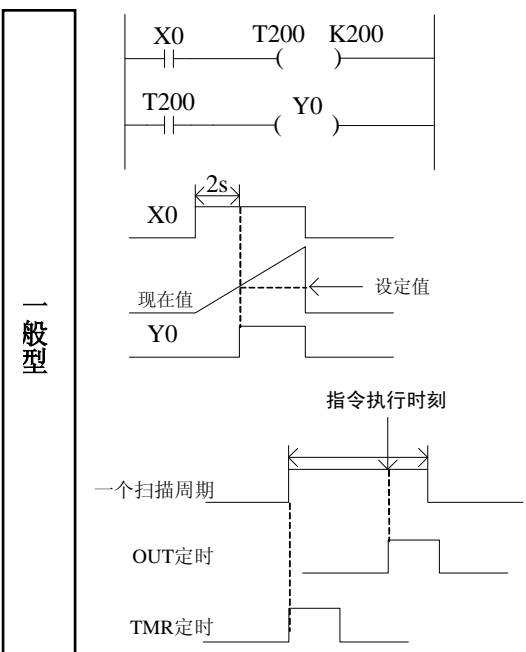 一般型
X0 T200 K200
T200 Y0
2s
X0
现在值 设定值
Y0
指令执行时刻
一个扫描周期
OUT定时
TMR定时